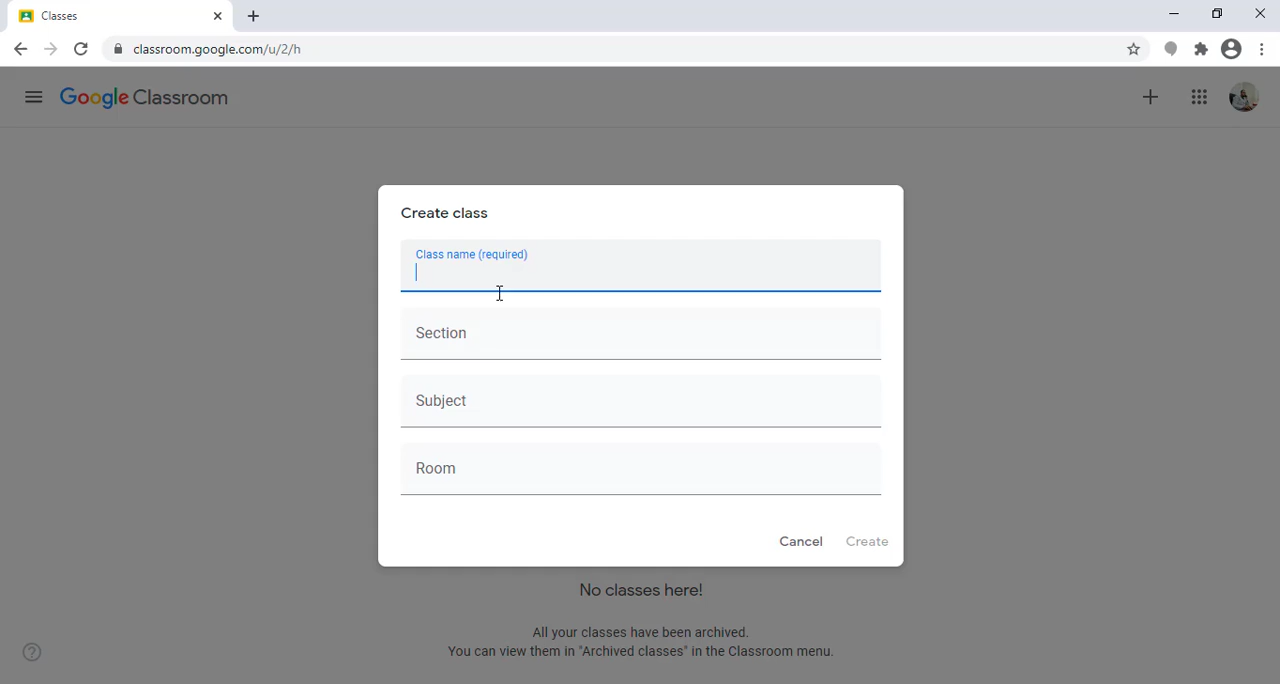 Classes
classroom.google.com/u/2/h
Google Classroom
Create class
Class name (required)
Section
Subject
Room
Cancel Create
No classes here!
All your classes have been archived.
You can view them in "Archived classes" in the Classroom menu.